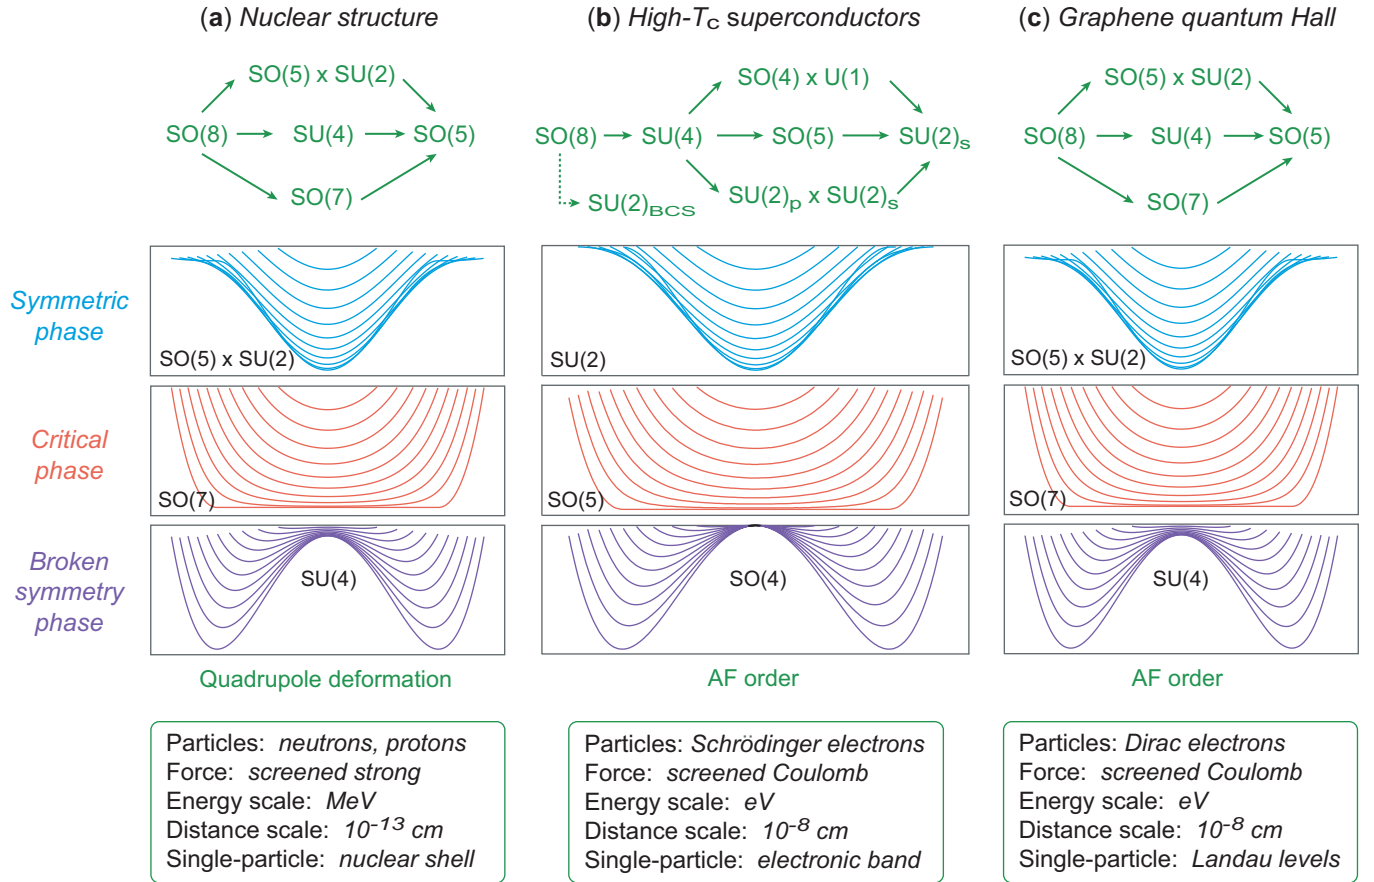 (a) Nuclear structure
(b) High-Tc superconductors
(c) Graphene quantum Hall
SO(5) x SU(2)
SO(8)
SU(4)
SO(5)
SO(7)
SO(4) x U(1)
SO(8)
SU(4)
SO(5)
SU(2)s
SU(2)BCS
SU(2)p x SU(2)s
SO(5) x SU(2)
SO(8)
SU(4)
SO(5)
SO(7)
Symmetric
phase
SO(5) x SU(2)
SU(2)
SO(5) x SU(2)
Critical
phase
SO(7)
SO(5)
SO(7)
Broken
symmetry
phase
SU(4)
SO(4)
SU(4)
Quadrupole deformation
AF order
AF order
Particles: neutrons, protons
Force: screened strong
Energy scale: MeV
Distance scale: 10-13 cm
Single-particle: nuclear shell
Particles: Schrödinger electrons
Force: screened Coulomb
Energy scale: eV
Distance scale: 10-8 cm
Single-particle: electronic band
Particles: Dirac electrons
Force: screened Coulomb
Energy scale: eV
Distance scale: 10-8 cm
Single-particle: Landau levels